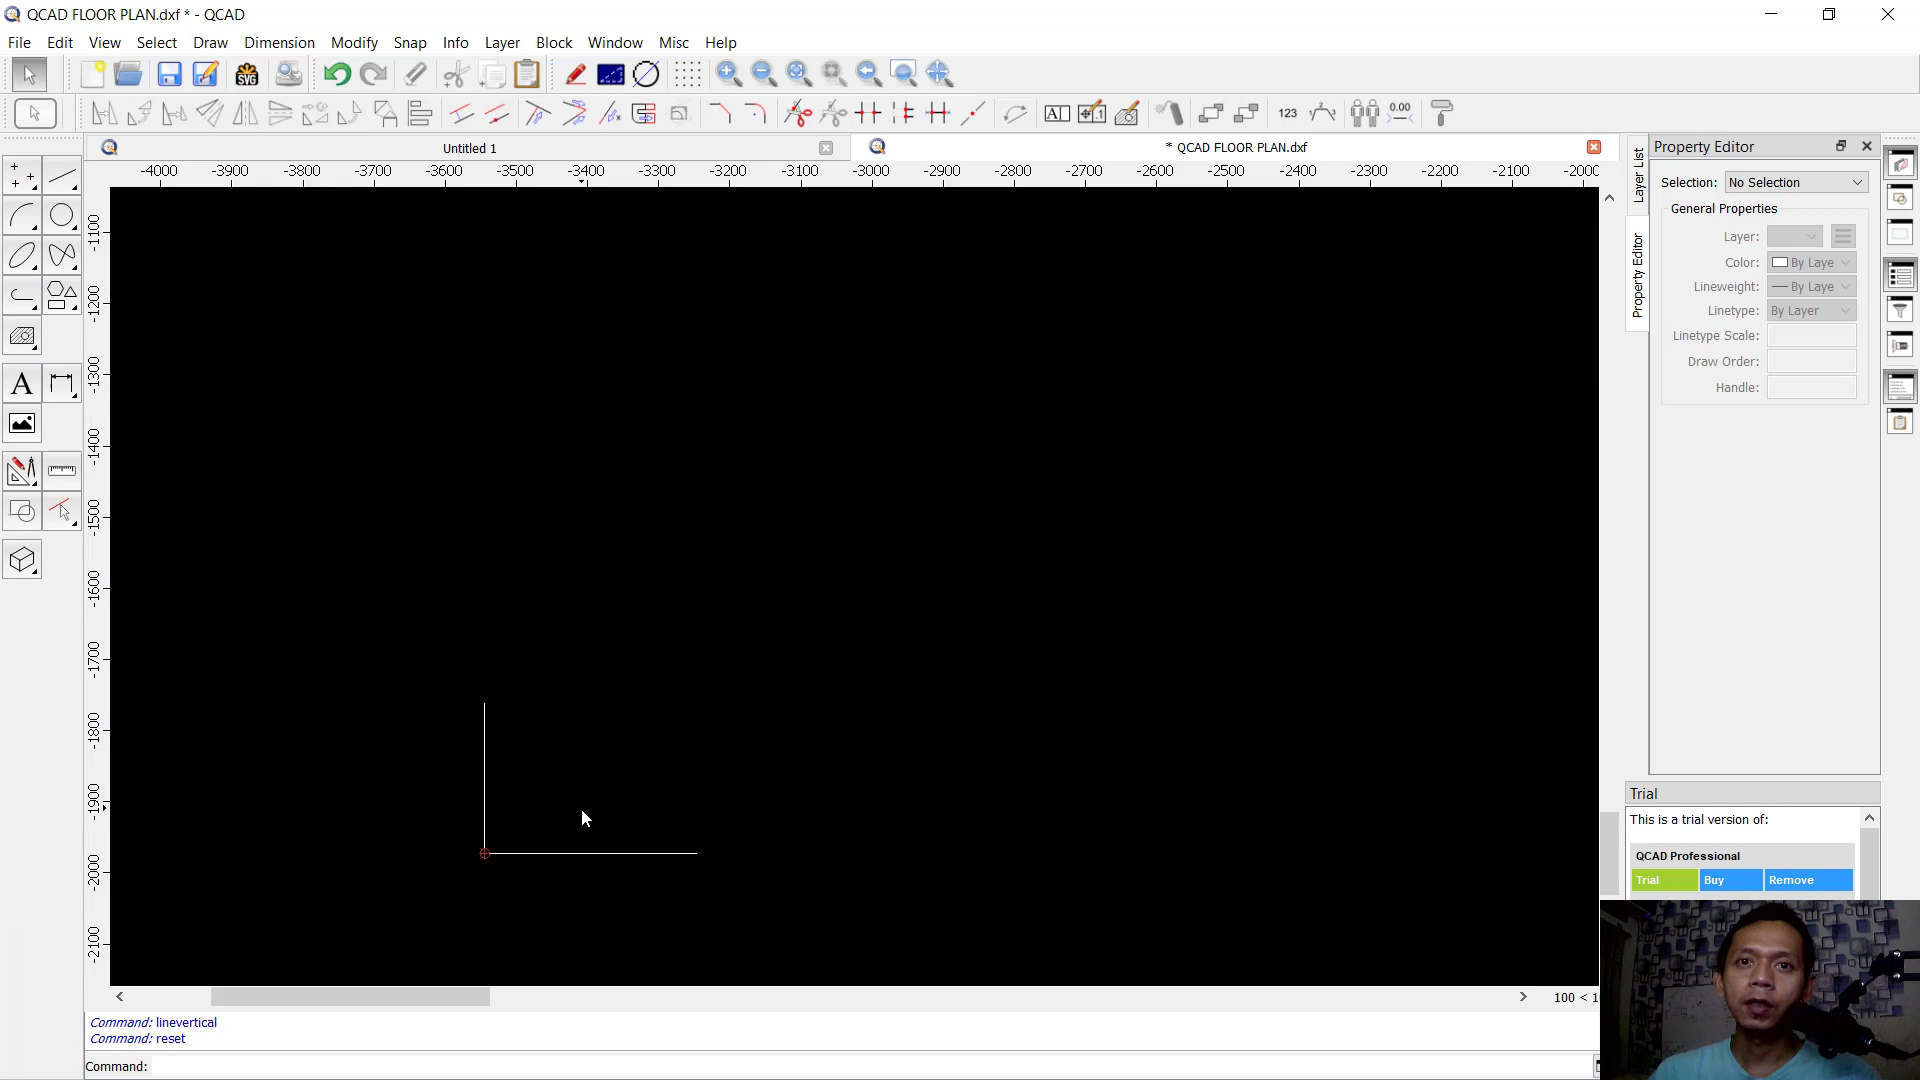 QCAD FLOOR PLAN.dxf * - QCAD
File Edit View Select Draw Dimension Modify Snap Info Layer Block Window Misc Help
SVG
A 1 123 0.00
Untitled 1
* QCAD FLOOR PLAN.dxf
-4000 -3900 -3800 -3700 -3600 -3500 -3400 -3300 -3200 -3100 -3000 -2900 -2800 -2700 -2600 -2500 -2400 -2300 -2200 -2100 -2000
-1100
-1200
-1300
-1400
-1500
-1600
-1700
-1800
-1900
-2000
-2100
A
Layer List
Property Editor
Property Editor
Selection: No Selection
General Properties
Layer:
Color: By Laye
Lineweight: By Laye
Linetype: By Layer
Linetype Scale:
Draw Order:
Handle:
Trial
This is a trial version of:
QCAD Professional
Trial Buy Remove
100 < 1
Command: linevertical
Command: reset
Command: